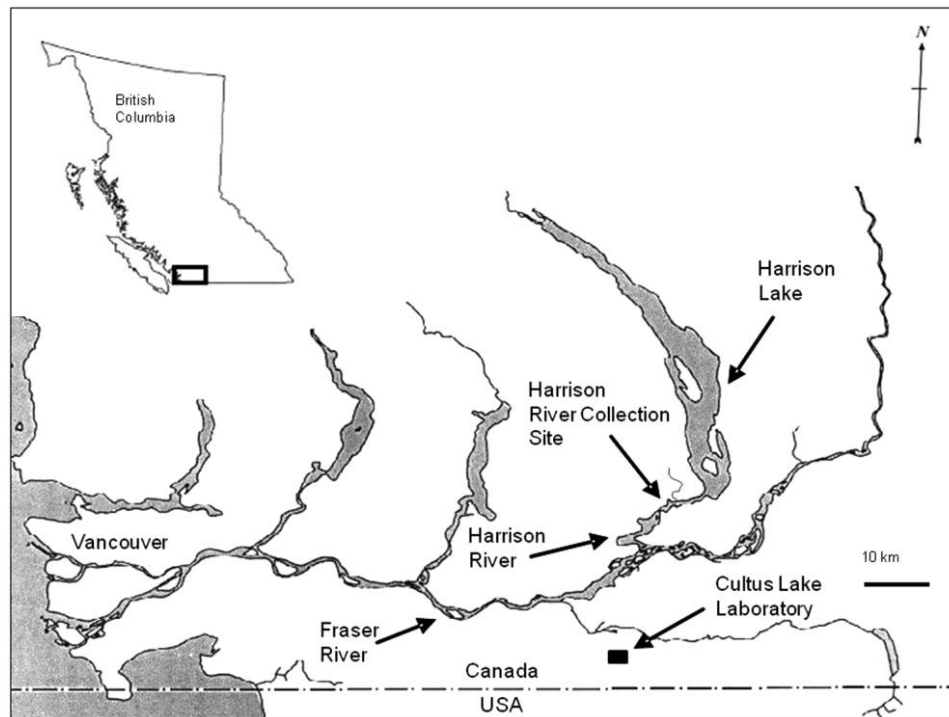 N
British
Columbia
Harrison
Lake
Harrison
River Collection
Site
Vancouver
Harrison
River
10 km
Cultus Lake
Laboratory
Fraser
River
Canada
USA